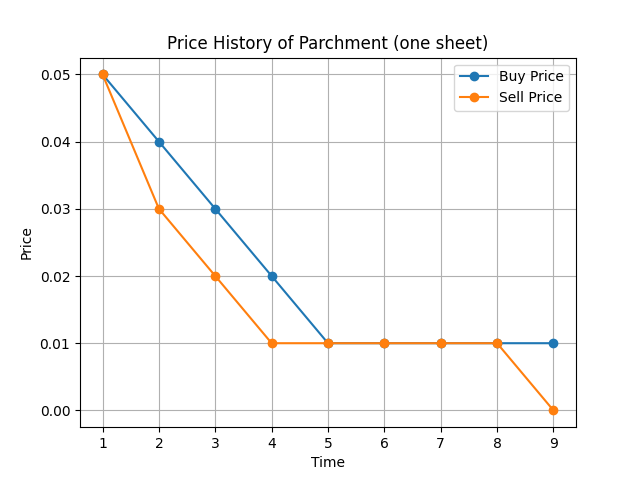 Price History of Parchment (one sheet)
Buy Price
Sell Price
Price
0.05
0.04
0.03
0.02
0.01
0.00
1 2 3 4 5 6 7 8 9
Time